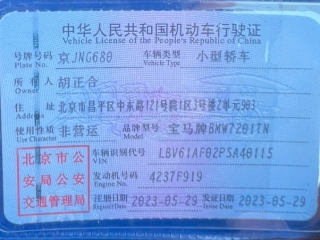 中华人民共和国机动车行驶证
Vehicle License of the People's Republic of China
号牌号码 京JNG680 车辆类型 小型轿车
Plate No. Vehicle Type
所有人 胡正合
Owner
住址 北京市昌平区中东路121号院1区3号楼2单元903
Address
使用性质 非营运 品牌型号 宝马牌BMW7201TN
Use Character Model
北京市公安局公安交通管理局
车辆识别代号 LBV61AF02PSA40115
VIN
发动机号码 4237F919
Engine No.
注册日期 2023-05-29 发证日期 2023-05-29
Register Date Issue Date